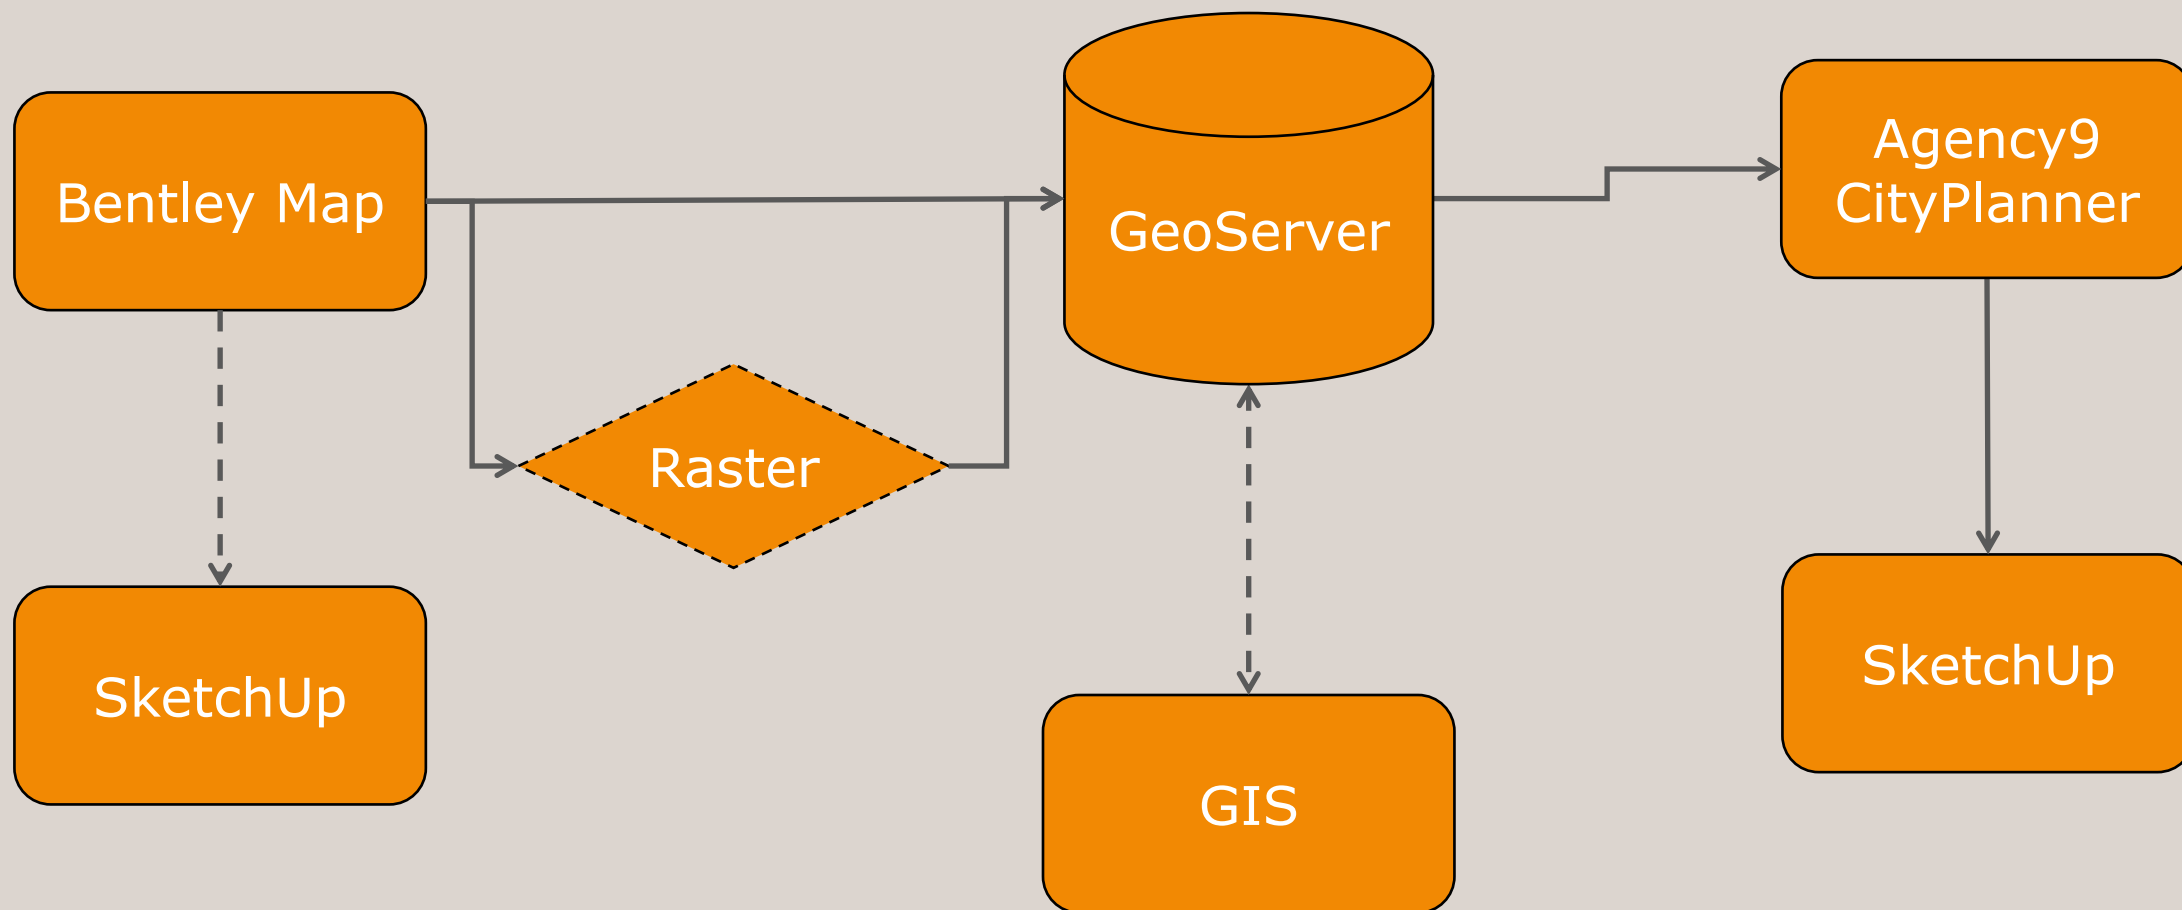 Bentley Map
GeoServer
Agency9
CityPlanner
Raster
SketchUp
SketchUp
GIS